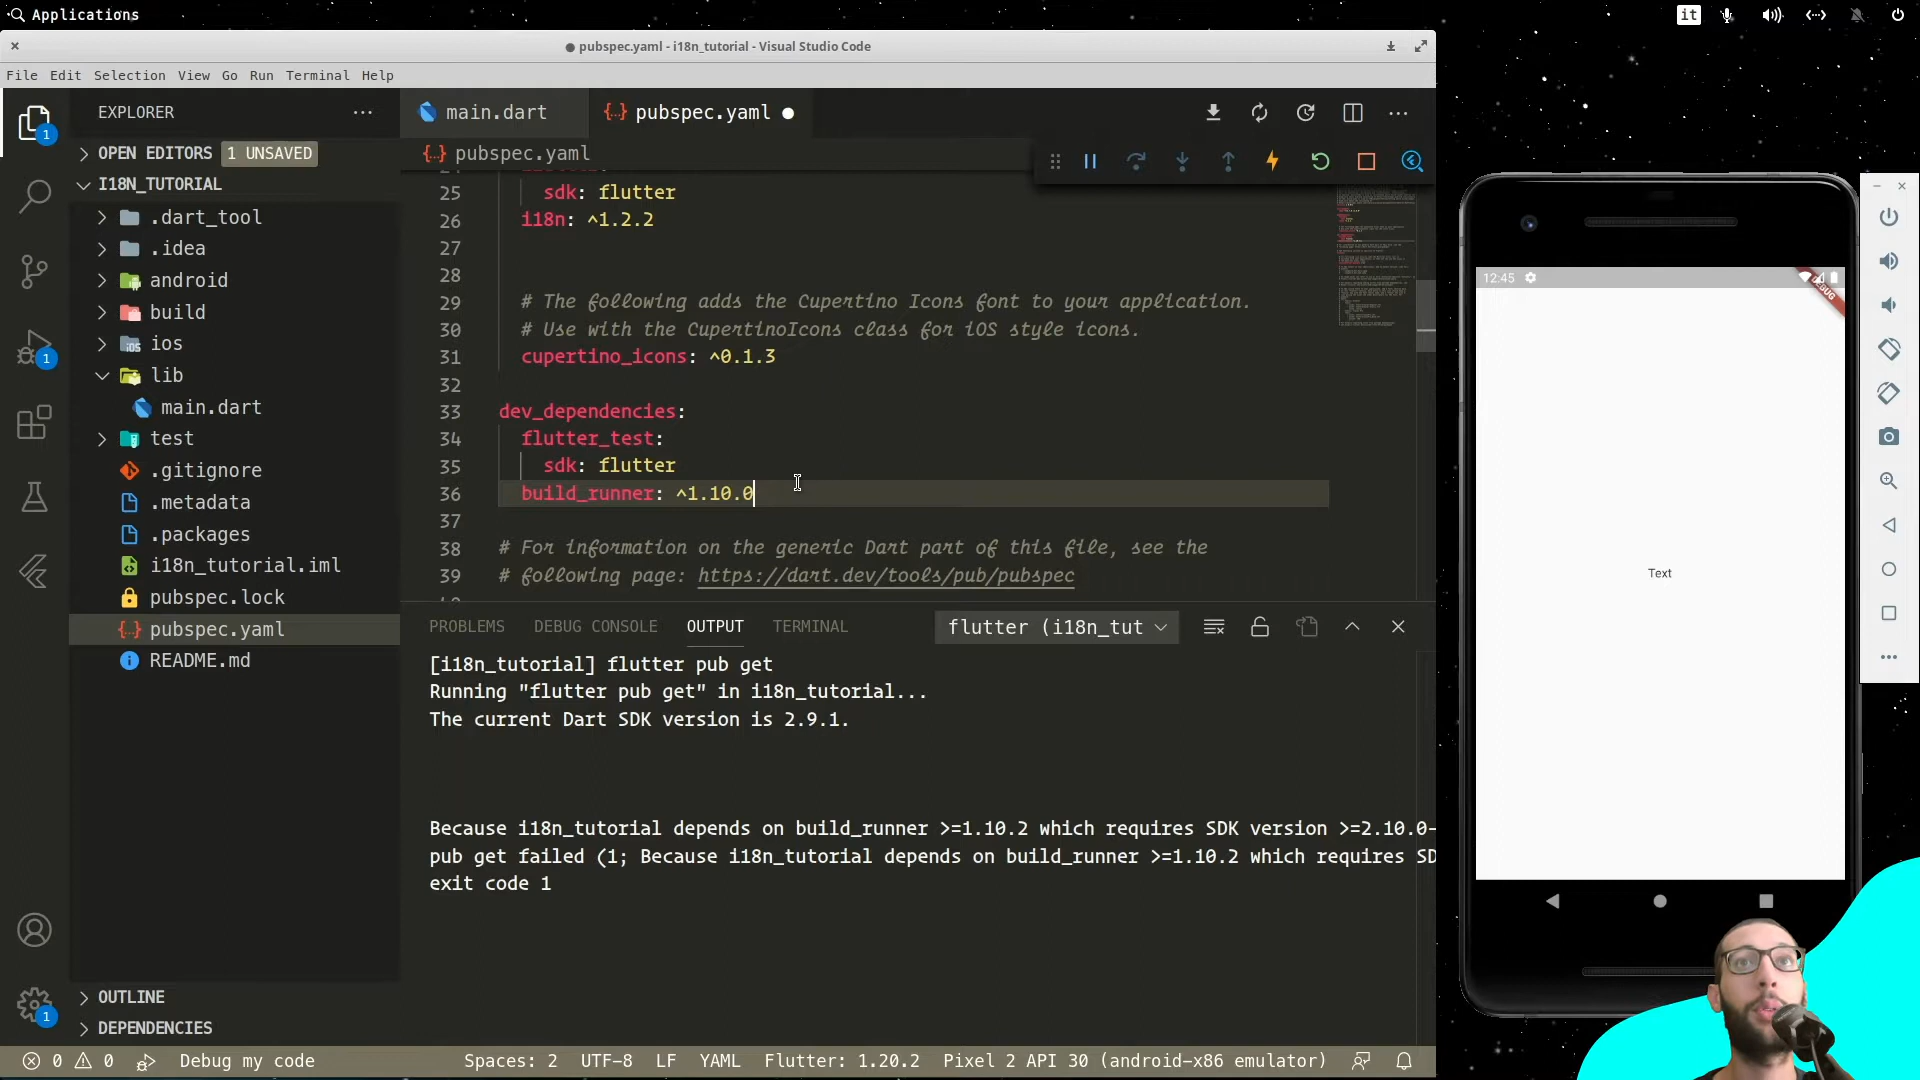 Applications
it
pubspec.yaml - i18n_tutorial - Visual Studio Code
File Edit Selection View Go Run Terminal Help
EXPLORER
main.dart
pubspec.yaml
OPEN EDITORS 1 UNSAVED
pubspec.yaml
I18N_TUTORIAL
.dart_tool
.idea
android
build
ios
lib
main.dart
test
.gitignore
.metadata
.packages
i18n_tutorial.iml
pubspec.lock
pubspec.yaml
README.md
OUTLINE
DEPENDENCIES
1
1
1
25 sdk: flutter
26 i18n: ^1.2.2
27
28
29 # The following adds the Cupertino Icons font to your application.
30 # Use with the CupertinoIcons class for iOS style icons.
31 cupertino_icons: ^0.1.3
32
33 dev_dependencies:
34 flutter_test:
35 sdk: flutter
36 build_runner: ^1.10.0
37
38 # For information on the generic Dart part of this file, see the
39 # following page: https://dart.dev/tools/pub/pubspec
PROBLEMS DEBUG CONSOLE OUTPUT TERMINAL
flutter (i18n_tut
[i18n_tutorial] flutter pub get
Running "flutter pub get" in i18n_tutorial...
The current Dart SDK version is 2.9.1.
Because i18n_tutorial depends on build_runner >=1.10.2 which requires SDK version >=2.10.0-
pub get failed (1; Because i18n_tutorial depends on build_runner >=1.10.2 which requires SD
exit code 1
0 0 Debug my code
Spaces: 2 UTF-8 LF YAML Flutter: 1.20.2 Pixel 2 API 30 (android-x86 emulator)
12:45
DEBUG
Text